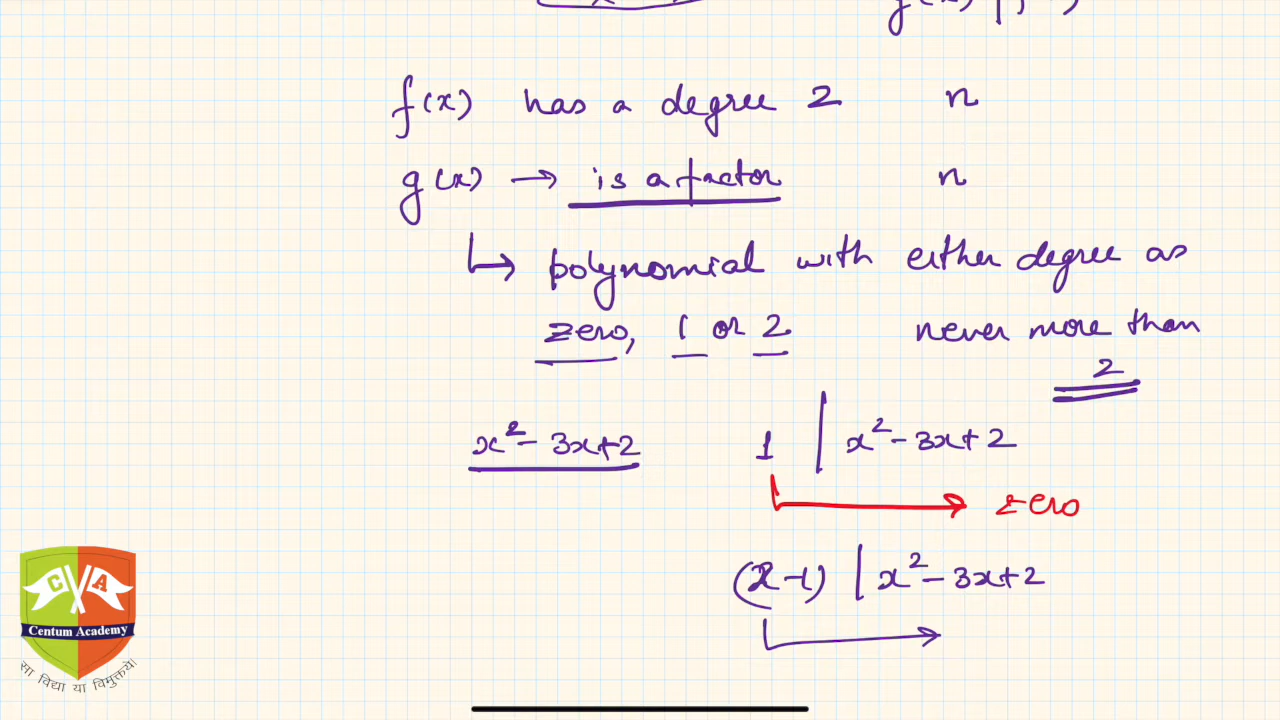 f(x) has a degree 2 n
g(x) → is a factor n
↳ polynomial with either degree as
zero, 1 or 2 never more than
2
x² - 3x+2 1 | x² - 3x+2
→ zero
(x-1) | x² - 3x+2
C A
Centum Academy
सा विद्या या विमुक्तये।